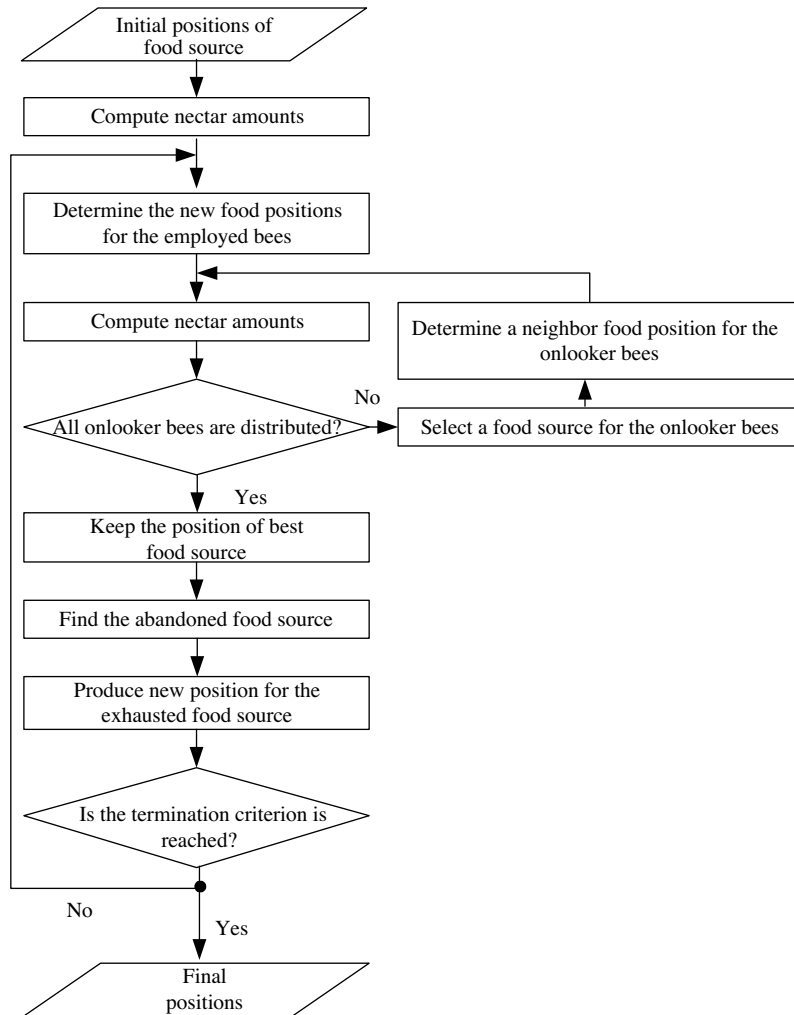 Initial positions of
food source
Compute nectar amounts
Determine the new food positions
for the employed bees
Compute nectar amounts
Determine a neighbor food position for the
onlooker bees
All onlooker bees are distributed?
No
Select a food source for the onlooker bees
Yes
Keep the position of best
food source
Find the abandoned food source
Produce new position for the
exhausted food source
Is the termination criterion is
reached?
No
Yes
Final
positions